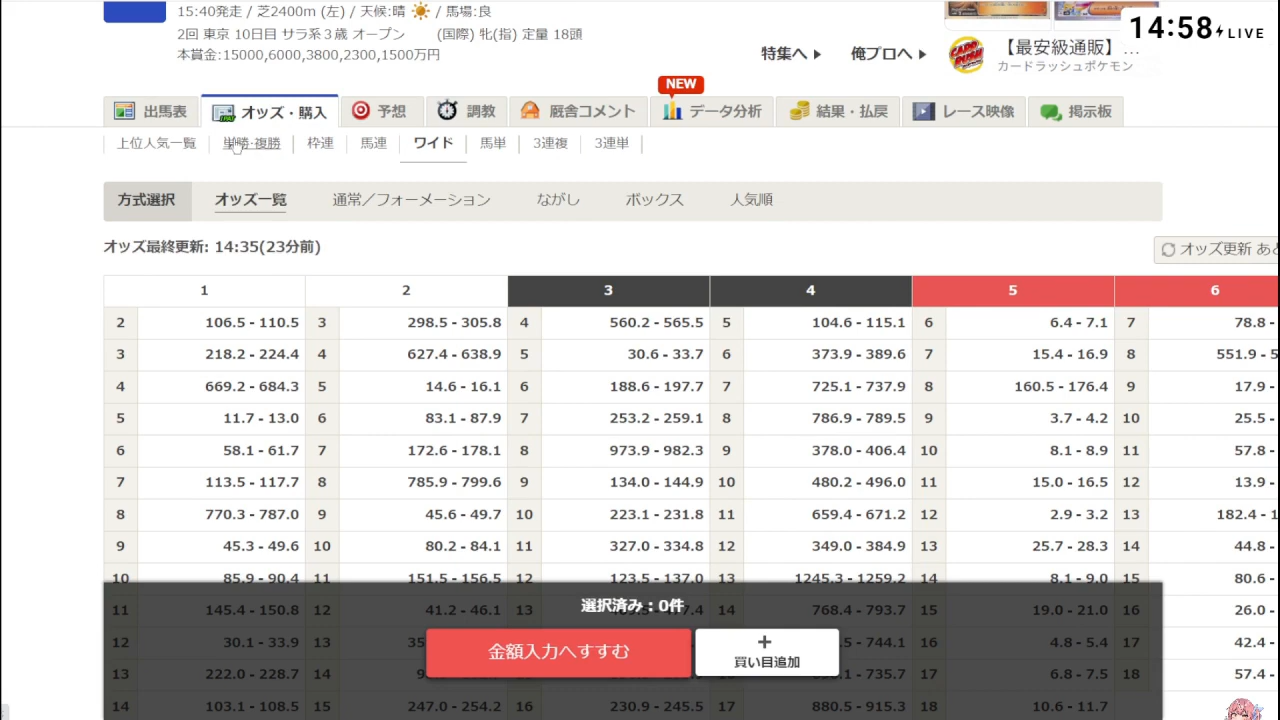 15:40発走 / 芝2400m (左) / 天候:晴 / 馬場:良
2回 東京 10日目 サラ系3歳 オープン (国際) 牝(指) 定量 18頭
本賞金:15000,6000,3800,2300,1500万円
特集へ 俺プロへ
【最安級通販】…
カードラッシュポケモン
14:58 LIVE
NEW
出馬表 オッズ・購入 予想 調教 厩舎コメント データ分析 結果・払戻 レース映像 掲示板
上位人気一覧 単勝・複勝 枠連 馬連 ワイド 馬単 3連複 3連単
方式選択 オッズ一覧 通常/フォーメーション ながし ボックス 人気順
オッズ最終更新: 14:35(23分前)
オッズ更新 あと
1 2 3 4 5 6
2 106.5 - 110.5 3 298.5 - 305.8 4 560.2 - 565.5 5 104.6 - 115.1 6 6.4 - 7.1 7 78.8 -
3 218.2 - 224.4 4 627.4 - 638.9 5 30.6 - 33.7 6 373.9 - 389.6 7 15.4 - 16.9 8 551.9 - 5
4 669.2 - 684.3 5 14.6 - 16.1 6 188.6 - 197.7 7 725.1 - 737.9 8 160.5 - 176.4 9 17.9 -
5 11.7 - 13.0 6 83.1 - 87.9 7 253.2 - 259.1 8 786.9 - 789.5 9 3.7 - 4.2 10 25.5 -
6 58.1 - 61.7 7 172.6 - 178.1 8 973.9 - 982.3 9 378.0 - 406.4 10 8.1 - 8.9 11 57.8 -
7 113.5 - 117.7 8 785.9 - 799.6 9 134.0 - 144.9 10 480.2 - 496.0 11 15.0 - 16.5 12 13.9 -
8 770.3 - 787.0 9 45.6 - 49.7 10 223.1 - 231.8 11 659.4 - 671.2 12 2.9 - 3.2 13 182.4 - 1
9 45.3 - 49.6 10 80.2 - 84.1 11 327.0 - 334.8 12 349.0 - 384.9 13 25.7 - 28.3 14 44.8 -
10 85.9 - 90.4 11 151.5 - 156.5 12 123.5 - 137.0 13 1245.3 - 1259.2 14 8.1 - 9.0 15 80.6 -
11 145.4 - 150.8 12 41.2 - 46.1 13 14 768.4 - 793.7 15 19.0 - 21.0 16 26.0 -
選択済み:0件
12 30.1 - 33.9 13 16 4.8 - 5.4 17 42.4 -
金額入力へすすむ
+
買い目追加
13 222.0 - 228.7 14 17 6.8 - 7.5 18 57.4 -
14 103.1 - 108.5 15 247.1 - 254.2 16 230.9 - 245.5 17 880.5 - 915.3 18 10.6 - 11.7